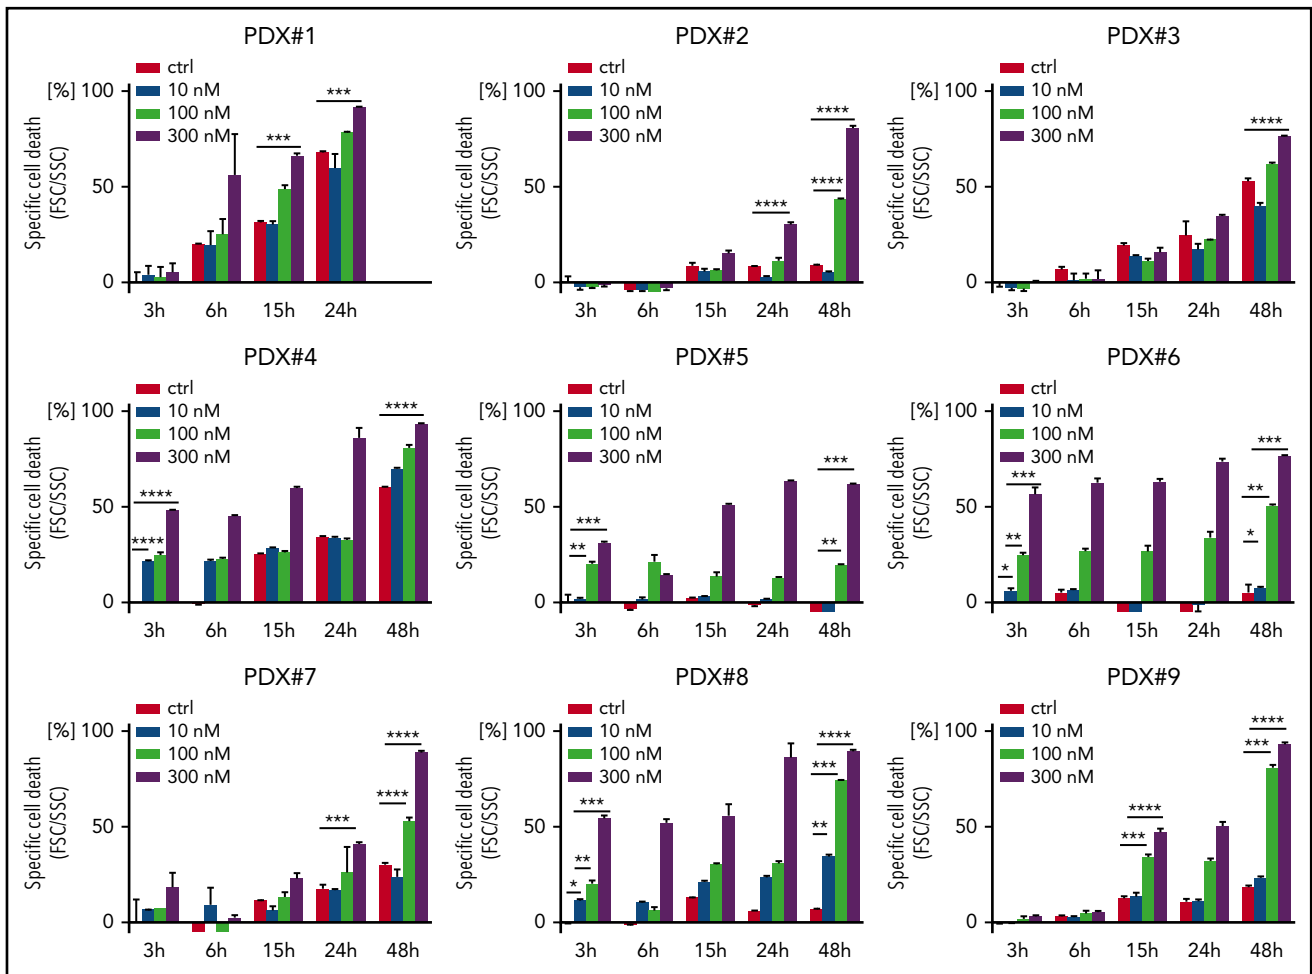 PDX#1
[%] 100
50
0
Specific cell death
(FSC/SSC)
ctrl
10 nM
100 nM
300 nM
***
***
3h 6h 15h 24h
PDX#2
[%] 100
50
0
Specific cell death
(FSC/SSC)
ctrl
10 nM
100 nM
300 nM
****
****
****
3h 6h 15h 24h 48h
PDX#3
[%] 100
50
0
Specific cell death
(FSC/SSC)
ctrl
10 nM
100 nM
300 nM
****
3h 6h 15h 24h 48h
PDX#4
[%] 100
50
0
Specific cell death
(FSC/SSC)
ctrl
10 nM
100 nM
300 nM
****
****
****
3h 6h 15h 24h 48h
PDX#5
[%] 100
50
0
Specific cell death
(FSC/SSC)
ctrl
10 nM
100 nM
300 nM
***
***
**
**
3h 6h 15h 24h 48h
PDX#6
[%] 100
50
0
Specific cell death
(FSC/SSC)
ctrl
10 nM
100 nM
300 nM
***
***
**
**
*
*
3h 6h 15h 24h 48h
PDX#7
[%] 100
50
0
Specific cell death
(FSC/SSC)
ctrl
10 nM
100 nM
300 nM
****
****
***
3h 6h 15h 24h 48h
PDX#8
[%] 100
50
0
Specific cell death
(FSC/SSC)
ctrl
10 nM
100 nM
300 nM
****
***
***
**
**
*
3h 6h 15h 24h 48h
PDX#9
[%] 100
50
0
Specific cell death
(FSC/SSC)
ctrl
10 nM
100 nM
300 nM
****
***
****
***
3h 6h 15h 24h 48h